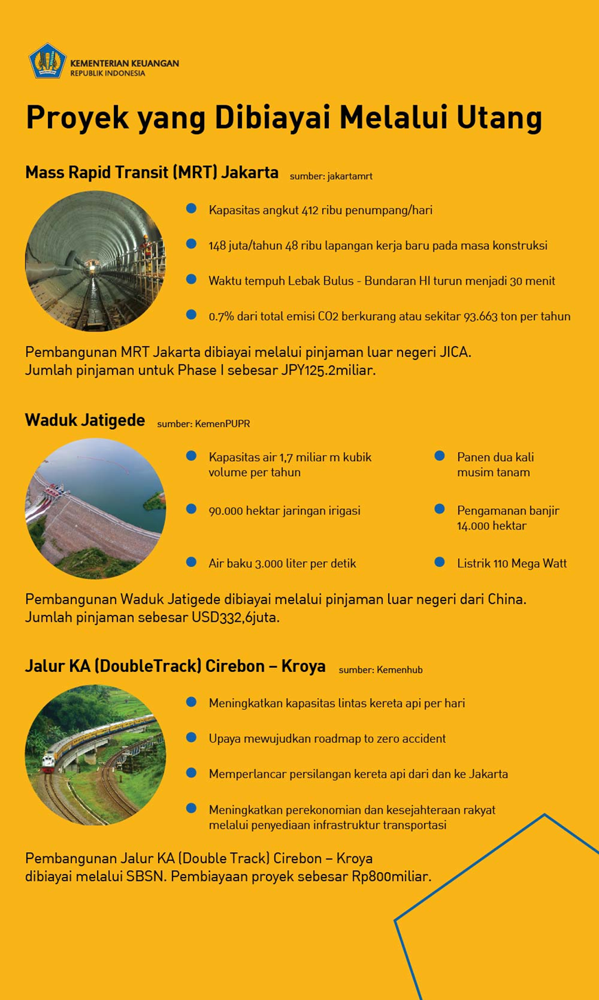 KEMENTERIAN KEUANGAN
REPUBLIK INDONESIA
Proyek yang Dibiayai Melalui Utang
Mass Rapid Transit (MRT) Jakarta sumber: jakartamrt
Kapasitas angkut 412 ribu penumpang/hari
148 juta/tahun 48 ribu lapangan kerja baru pada masa konstruksi
Waktu tempuh Lebak Bulus - Bundaran HI turun menjadi 30 menit
0.7% dari total emisi CO2 berkurang atau sekitar 93.663 ton per tahun
Pembangunan MRT Jakarta dibiayai melalui pinjaman luar negeri JICA.
Jumlah pinjaman untuk Phase I sebesar JPY125.2miliar.
Waduk Jatigede sumber: KemenPUPR
Kapasitas air 1,7 miliar m kubik
volume per tahun
90.000 hektar jaringan irigasi
Air baku 3.000 liter per detik
Panen dua kali
musim tanam
Pengamanan banjir
14.000 hektar
Listrik 110 Mega Watt
Pembangunan Waduk Jatigede dibiayai melalui pinjaman luar negeri dari China.
Jumlah pinjaman sebesar USD332,6juta.
Jalur KA (DoubleTrack) Cirebon – Kroya sumber: Kemenhub
Meningkatkan kapasitas lintas kereta api per hari
Upaya mewujudkan roadmap to zero accident
Memperlancar persilangan kereta api dari dan ke Jakarta
Meningkatkan perekonomian dan kesejahteraan rakyat
melalui penyediaan infrastruktur transportasi
Pembangunan Jalur KA (Double Track) Cirebon – Kroya
dibiayai melalui SBSN. Pembiayaan proyek sebesar Rp800miliar.